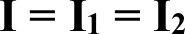 I = I₁ = I₂